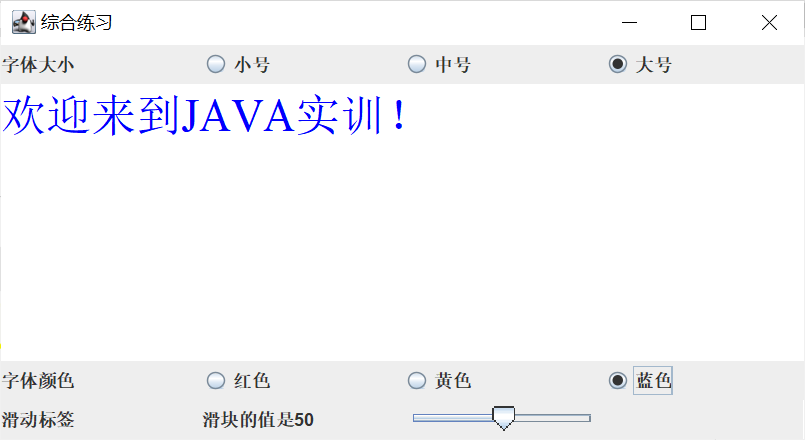 综合练习
字体大小 小号 中号 大号
欢迎来到JAVA实训！
字体颜色 红色 黄色 蓝色
滑动标签 滑块的值是50